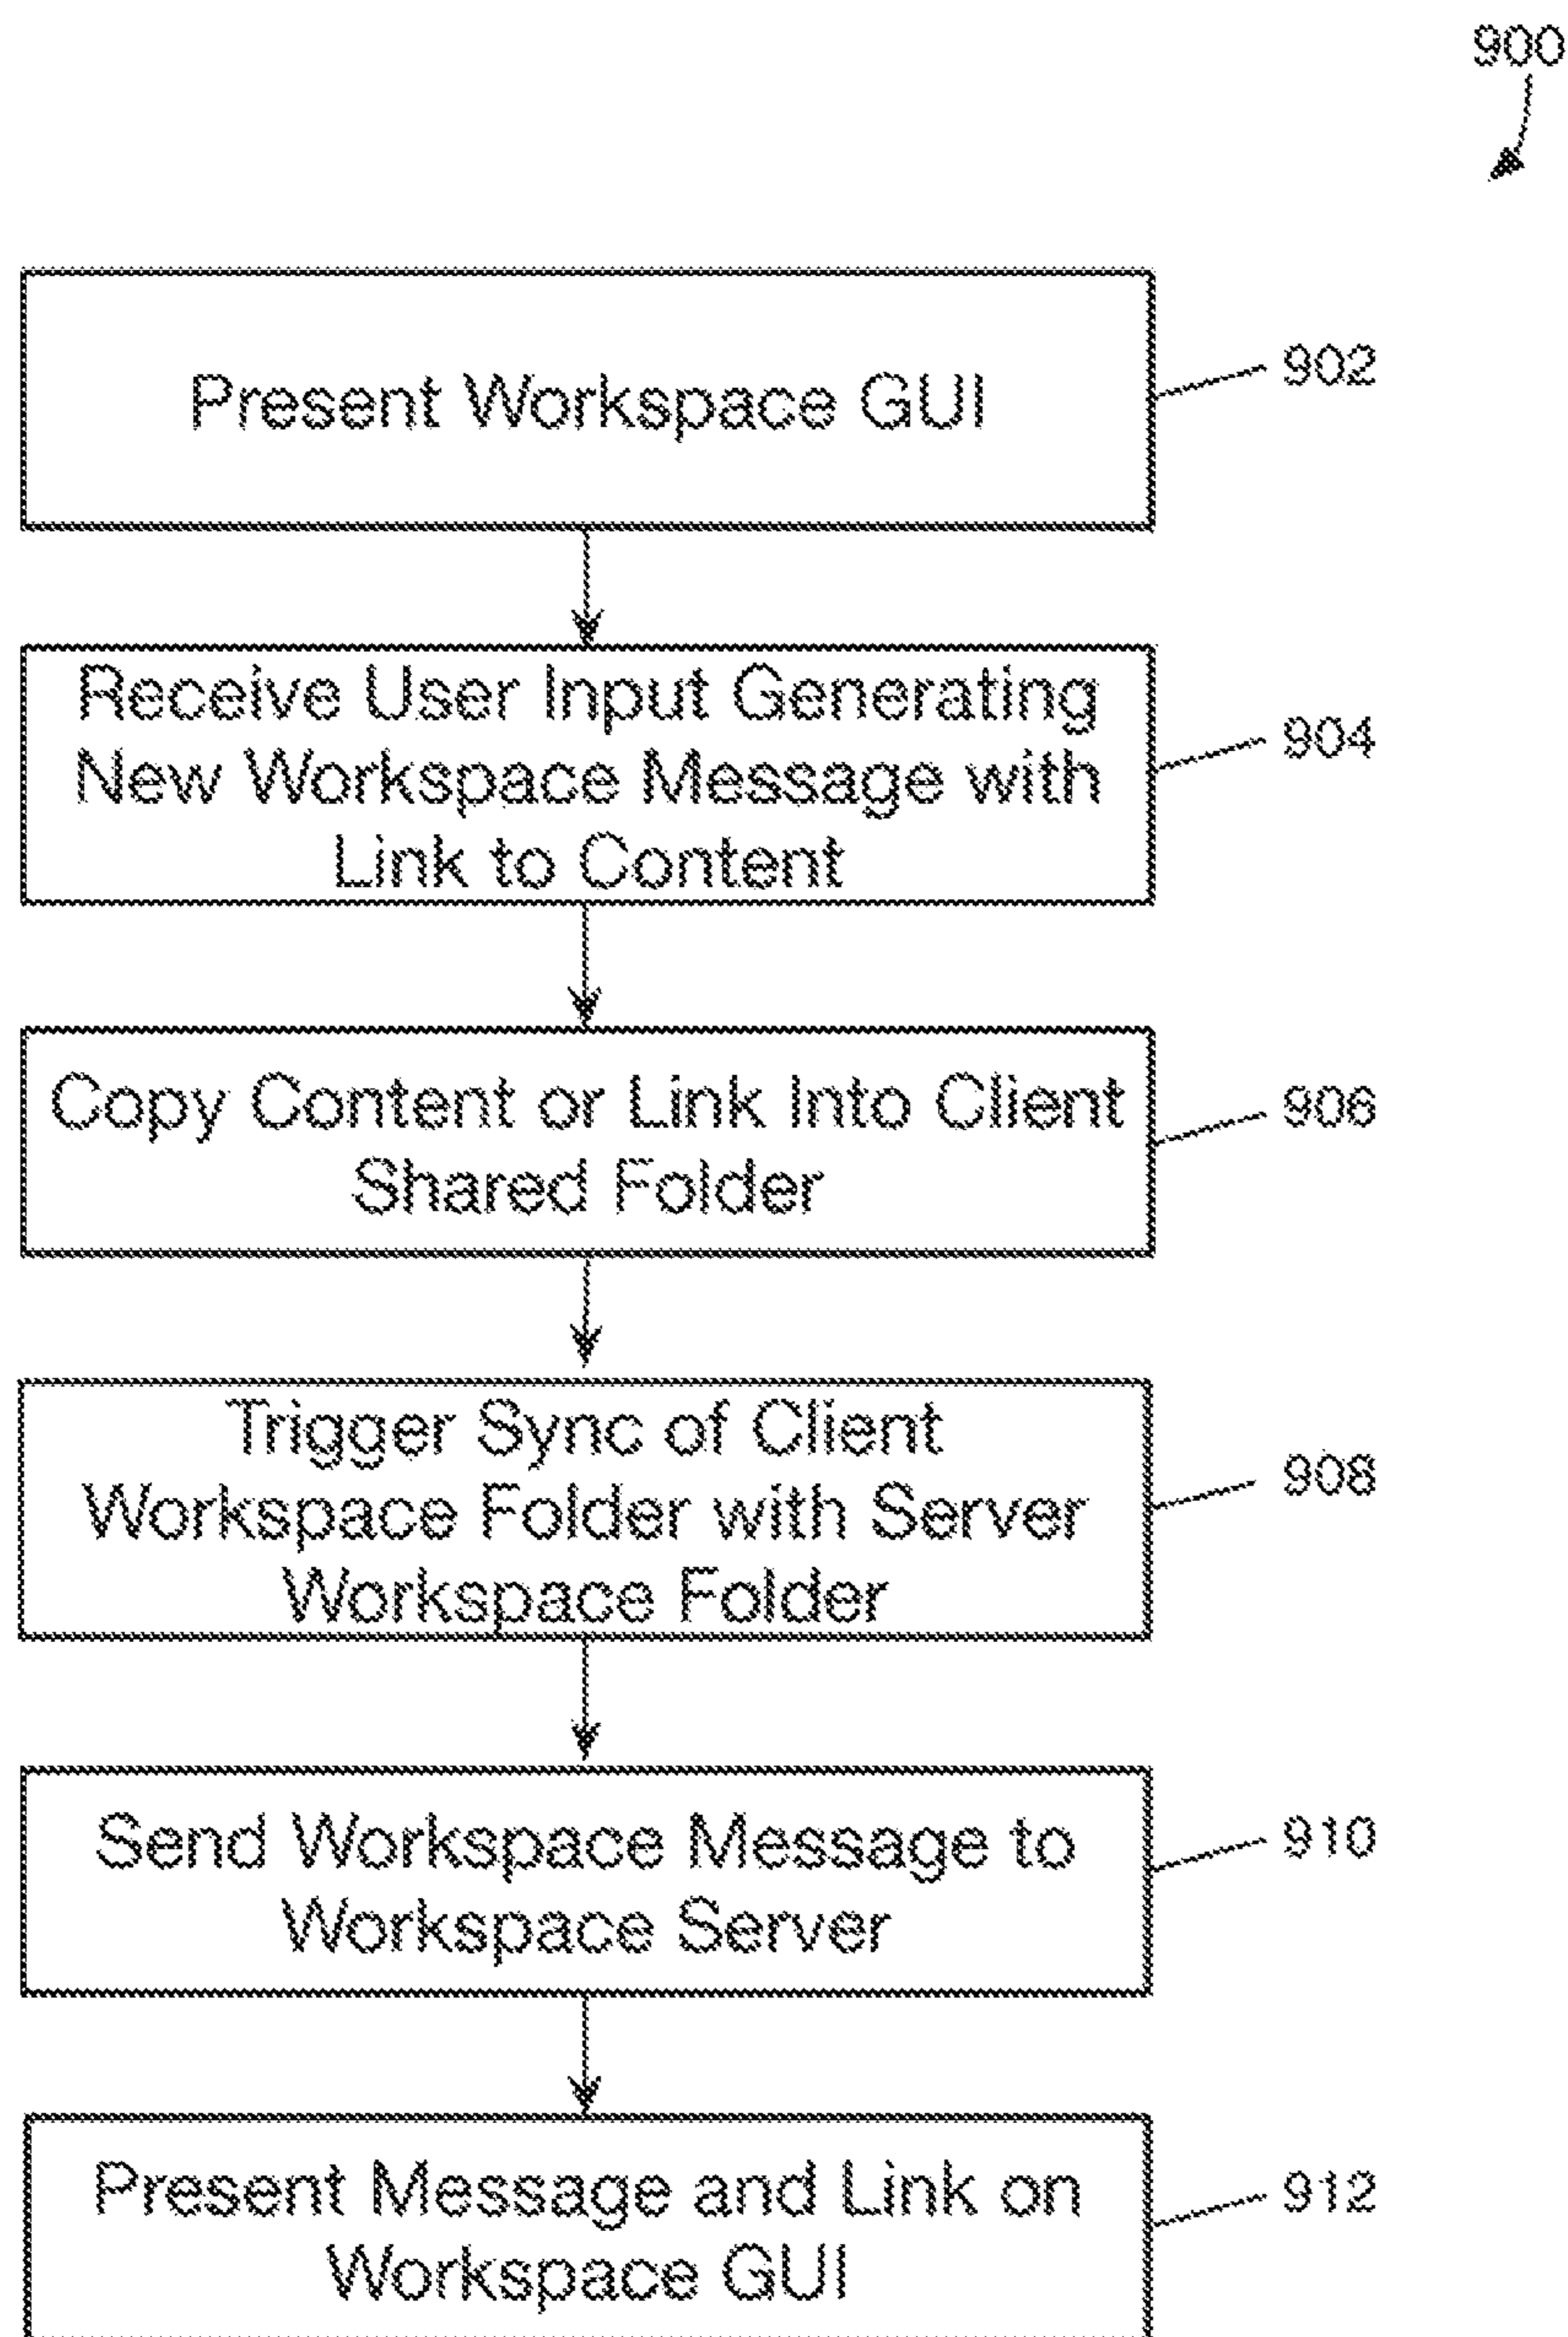 900
Present Workspace GUI
902
Receive User Input Generating
New Workspace Message with
Link to Content
904
Copy Content or Link Into Client
Shared Folder
906
Trigger Sync of Client
Workspace Folder with Server
Workspace Folder
908
Send Workspace Message to
Workspace Server
910
Present Message and Link on
Workspace GUI
912